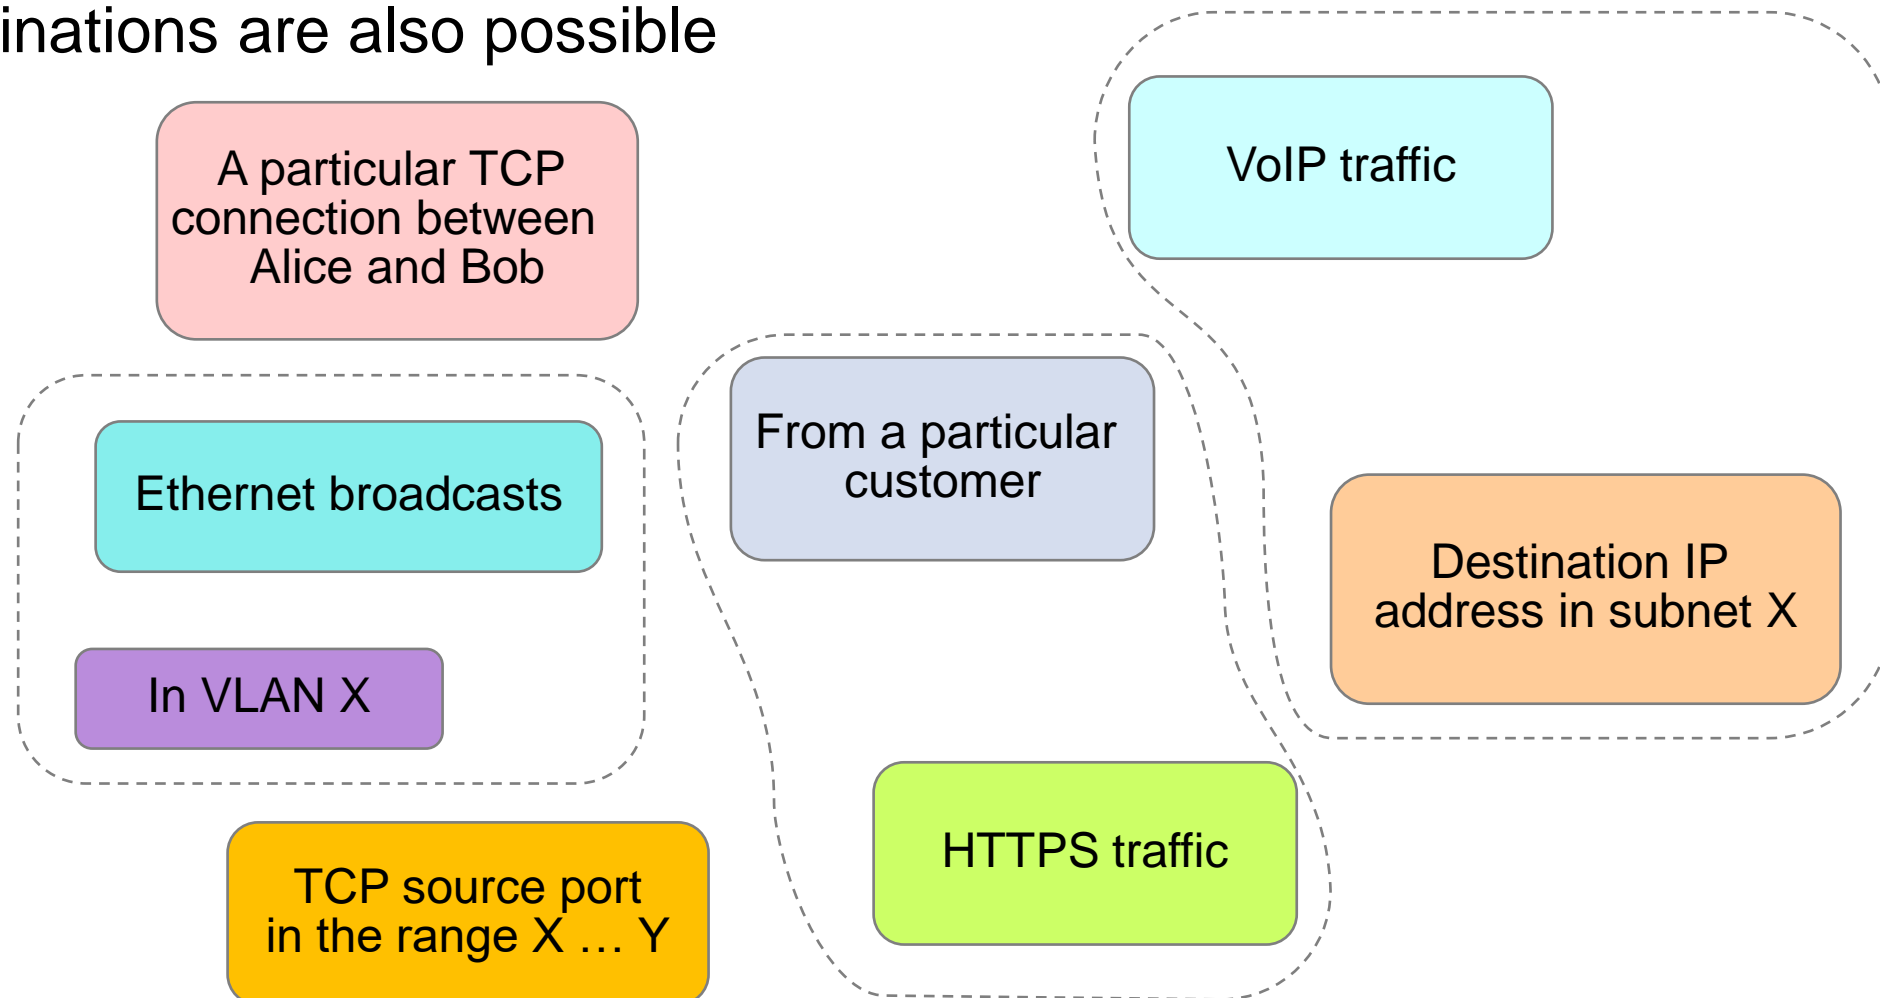 inations are also possible
A particular TCP
connection between
Alice and Bob
VoIP traffic
From a particular
customer
Ethernet broadcasts
Destination IP
address in subnet X
In VLAN X
HTTPS traffic
TCP source port
in the range X … Y